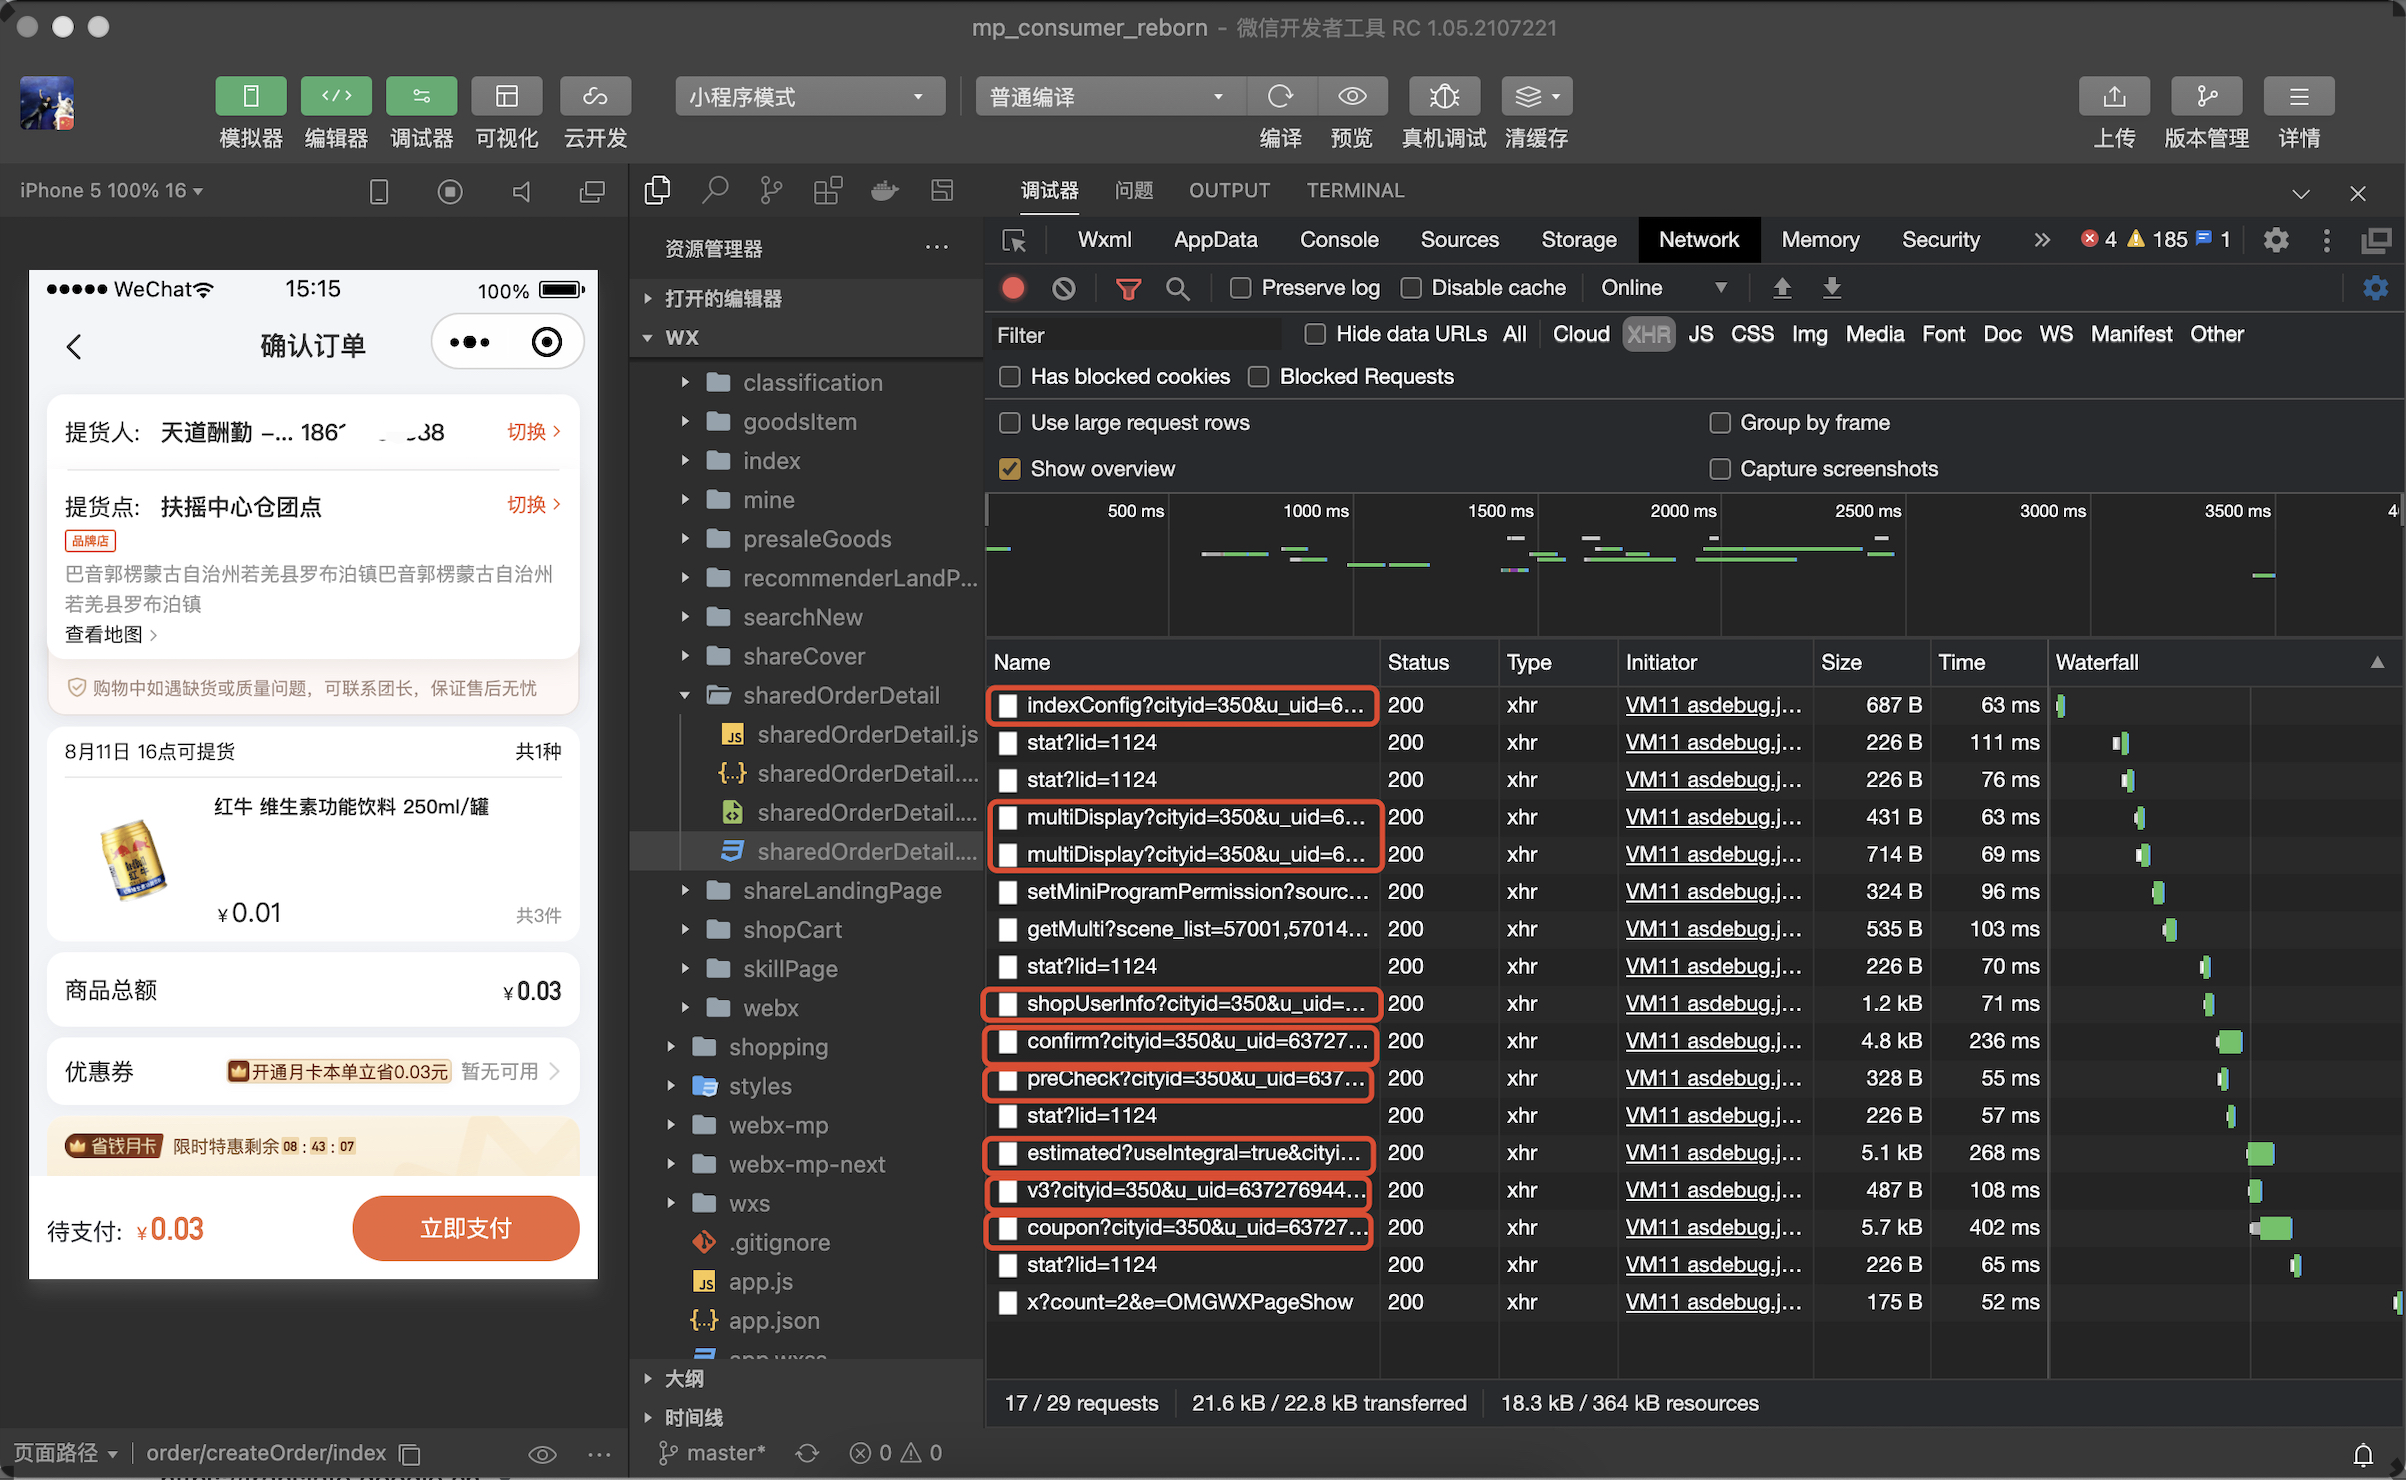 mp_consumer_reborn - 微信开发者工具 RC 1.05.2107221
模拟器 编辑器 调试器 可视化 云开发
小程序模式 普通编译
编译 预览 真机调试 清缓存
上传 版本管理 详情
iPhone 5 100% 16
WeChat 15:15 100%
确认订单
提货人: 天道酬勤 –... 186
切换
提货点: 扶摇中心仓团点 切换
品牌店
巴音郭楞蒙古自治州若羌县罗布泊镇巴音郭楞蒙古自治州
若羌县罗布泊镇
查看地图
购物中如遇缺货或质量问题，可联系团长，保证售后无忧
8月11日 16点可提货 共1种
红牛 维生素功能饮料 250ml/罐
红牛
¥0.01 共3件
商品总额 ¥0.03
优惠券 开通月卡本单立省0.03元 暂无可用
省钱月卡 限时特惠剩余 08 : 43 : 07
待支付: ¥0.03 立即支付
页面路径 order/createOrder/index
资源管理器
打开的编辑器
WX
classification
goodsItem
index
mine
presaleGoods
recommenderLandP...
searchNew
shareCover
sharedOrderDetail
JS sharedOrderDetail.js
{..} sharedOrderDetail....
sharedOrderDetail....
sharedOrderDetail....
shareLandingPage
shopCart
skillPage
webx
shopping
styles
webx-mp
webx-mp-next
wxs
.gitignore
JS app.js
{..} app.json
app.wxss
大纲
时间线
master* 0 0
调试器 问题 OUTPUT TERMINAL
Wxml AppData Console Sources Storage Network Memory Security 4 185 1
Preserve log Disable cache Online
Filter Hide data URLs All Cloud XHR JS CSS Img Media Font Doc WS Manifest Other
Has blocked cookies Blocked Requests
Use large request rows Group by frame
Show overview Capture screenshots
500 ms 1000 ms 1500 ms 2000 ms 2500 ms 3000 ms 3500 ms
Name Status Type Initiator Size Time Waterfall
indexConfig?cityid=350&u_uid=6... 200 xhr VM11 asdebug.j... 687 B 63 ms
stat?lid=1124 200 xhr VM11 asdebug.j... 226 B 111 ms
stat?lid=1124 200 xhr VM11 asdebug.j... 226 B 76 ms
multiDisplay?cityid=350&u_uid=6... 200 xhr VM11 asdebug.j... 431 B 63 ms
multiDisplay?cityid=350&u_uid=6... 200 xhr VM11 asdebug.j... 714 B 69 ms
setMiniProgramPermission?sourc... 200 xhr VM11 asdebug.j... 324 B 96 ms
getMulti?scene_list=57001,57014... 200 xhr VM11 asdebug.j... 535 B 103 ms
stat?lid=1124 200 xhr VM11 asdebug.j... 226 B 70 ms
shopUserInfo?cityid=350&u_uid=... 200 xhr VM11 asdebug.j... 1.2 kB 71 ms
confirm?cityid=350&u_uid=63727... 200 xhr VM11 asdebug.j... 4.8 kB 236 ms
preCheck?cityid=350&u_uid=637... 200 xhr VM11 asdebug.j... 328 B 55 ms
stat?lid=1124 200 xhr VM11 asdebug.j... 226 B 57 ms
estimated?useIntegral=true&cityi... 200 xhr VM11 asdebug.j... 5.1 kB 268 ms
v3?cityid=350&u_uid=637276944... 200 xhr VM11 asdebug.j... 487 B 108 ms
coupon?cityid=350&u_uid=63727... 200 xhr VM11 asdebug.j... 5.7 kB 402 ms
stat?lid=1124 200 xhr VM11 asdebug.j... 226 B 65 ms
x?count=2&e=OMGWXPageShow 200 xhr VM11 asdebug.j... 175 B 52 ms
17 / 29 requests 21.6 kB / 22.8 kB transferred 18.3 kB / 364 kB resources